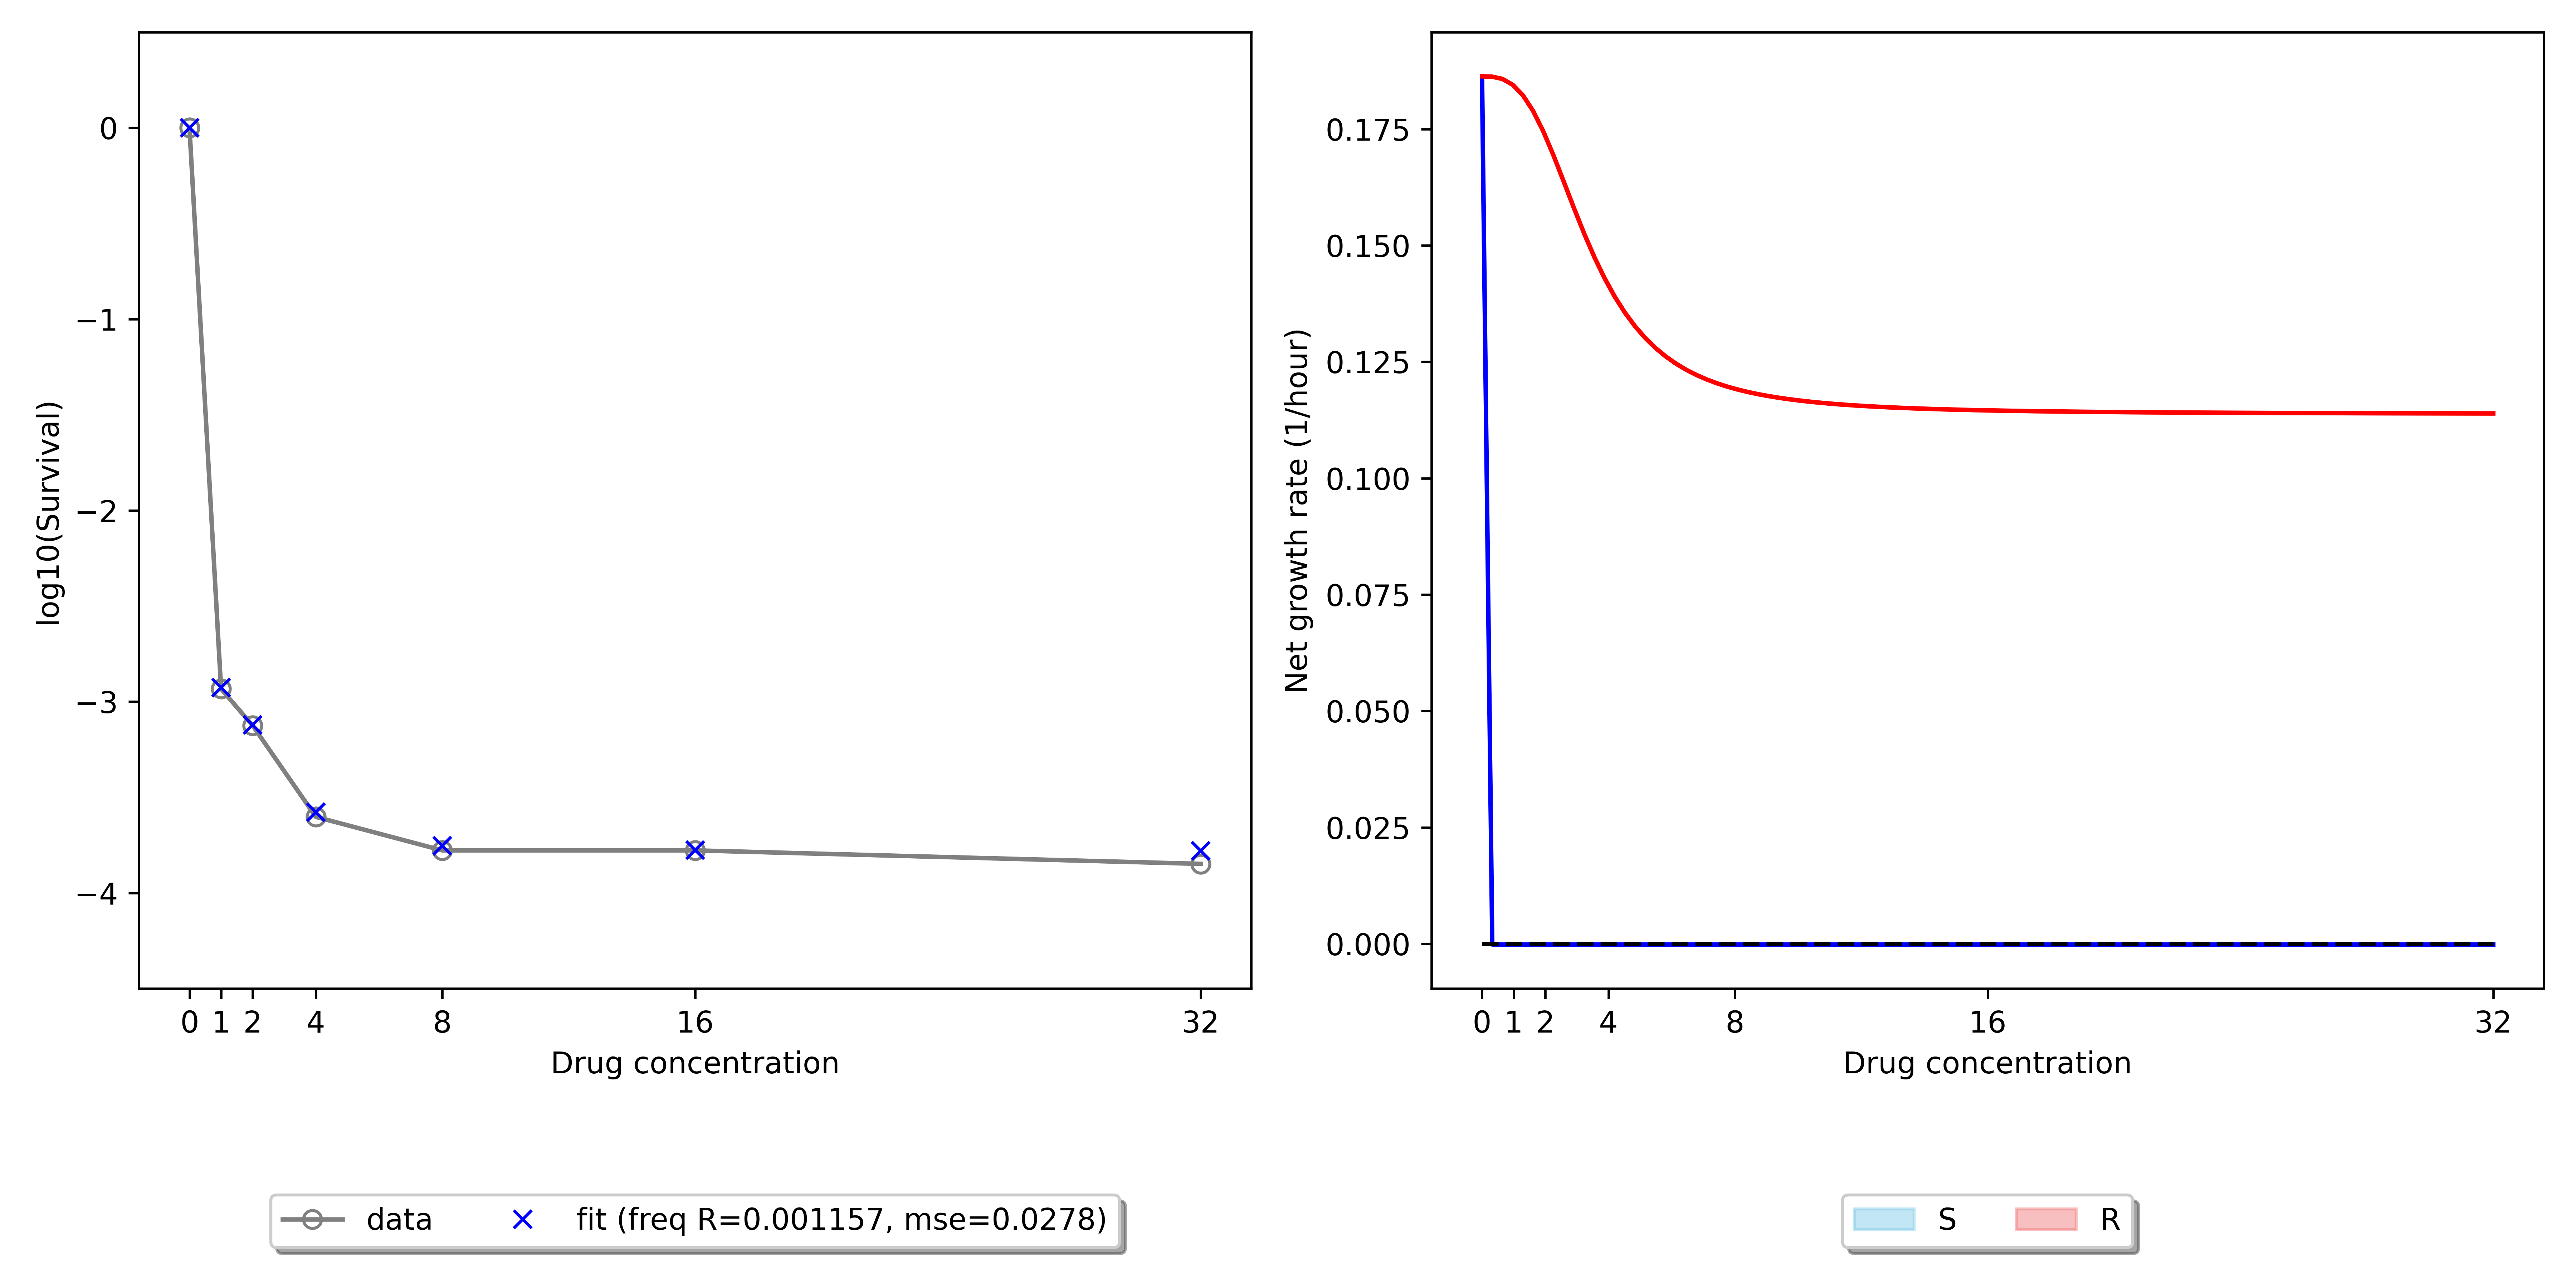 log10(Survival)
0
−1
−2
−3
−4
0 1 2 4 8 16 32
Drug concentration
data fit (freq R=0.001157, mse=0.0278)
Net growth rate (1/hour)
0.175
0.150
0.125
0.100
0.075
0.050
0.025
0.000
0 1 2 4 8 16 32
Drug concentration
S R